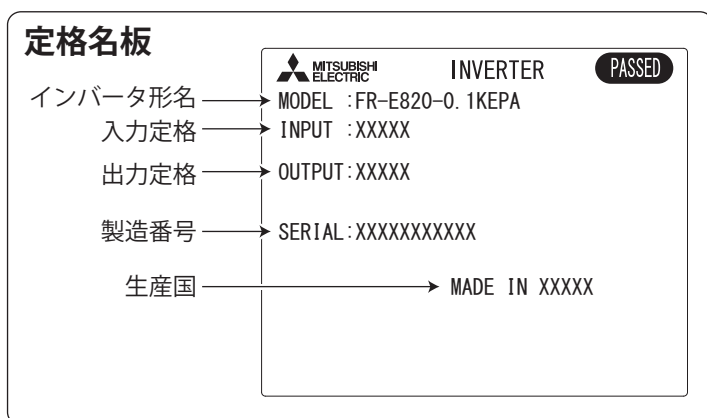 定格名板
MITSUBISHI
ELECTRIC
INVERTER
PASSED
インバータ形名
MODEL :FR-E820-0.1KEPA
入力定格
INPUT :XXXXX
出力定格
OUTPUT:XXXXX
製造番号
SERIAL:XXXXXXXXXXX
生産国
MADE IN XXXXX